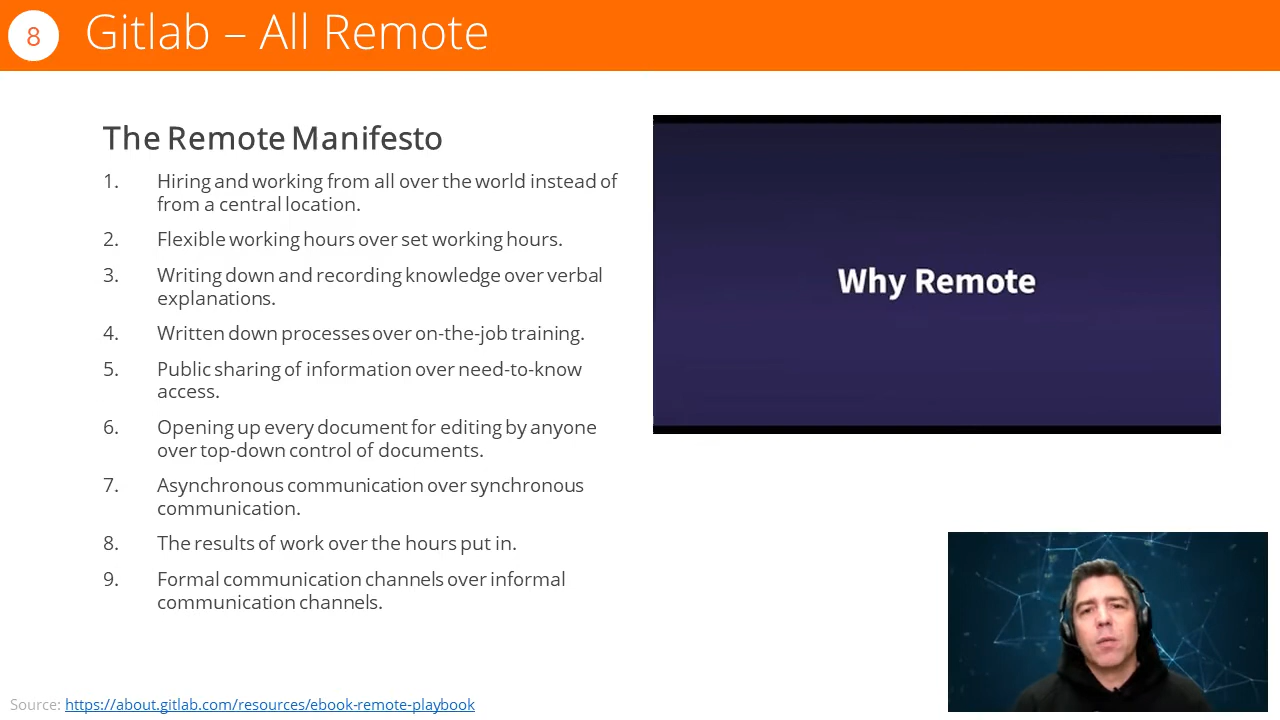 8
Gitlab – All Remote
The Remote Manifesto
1. Hiring and working from all over the world instead of
from a central location.
2. Flexible working hours over set working hours.
3. Writing down and recording knowledge over verbal
explanations.
4. Written down processes over on-the-job training.
5. Public sharing of information over need-to-know
access.
6. Opening up every document for editing by anyone
over top-down control of documents.
7. Asynchronous communication over synchronous
communication.
8. The results of work over the hours put in.
9. Formal communication channels over informal
communication channels.
Why Remote
Source: https://about.gitlab.com/resources/ebook-remote-playbook